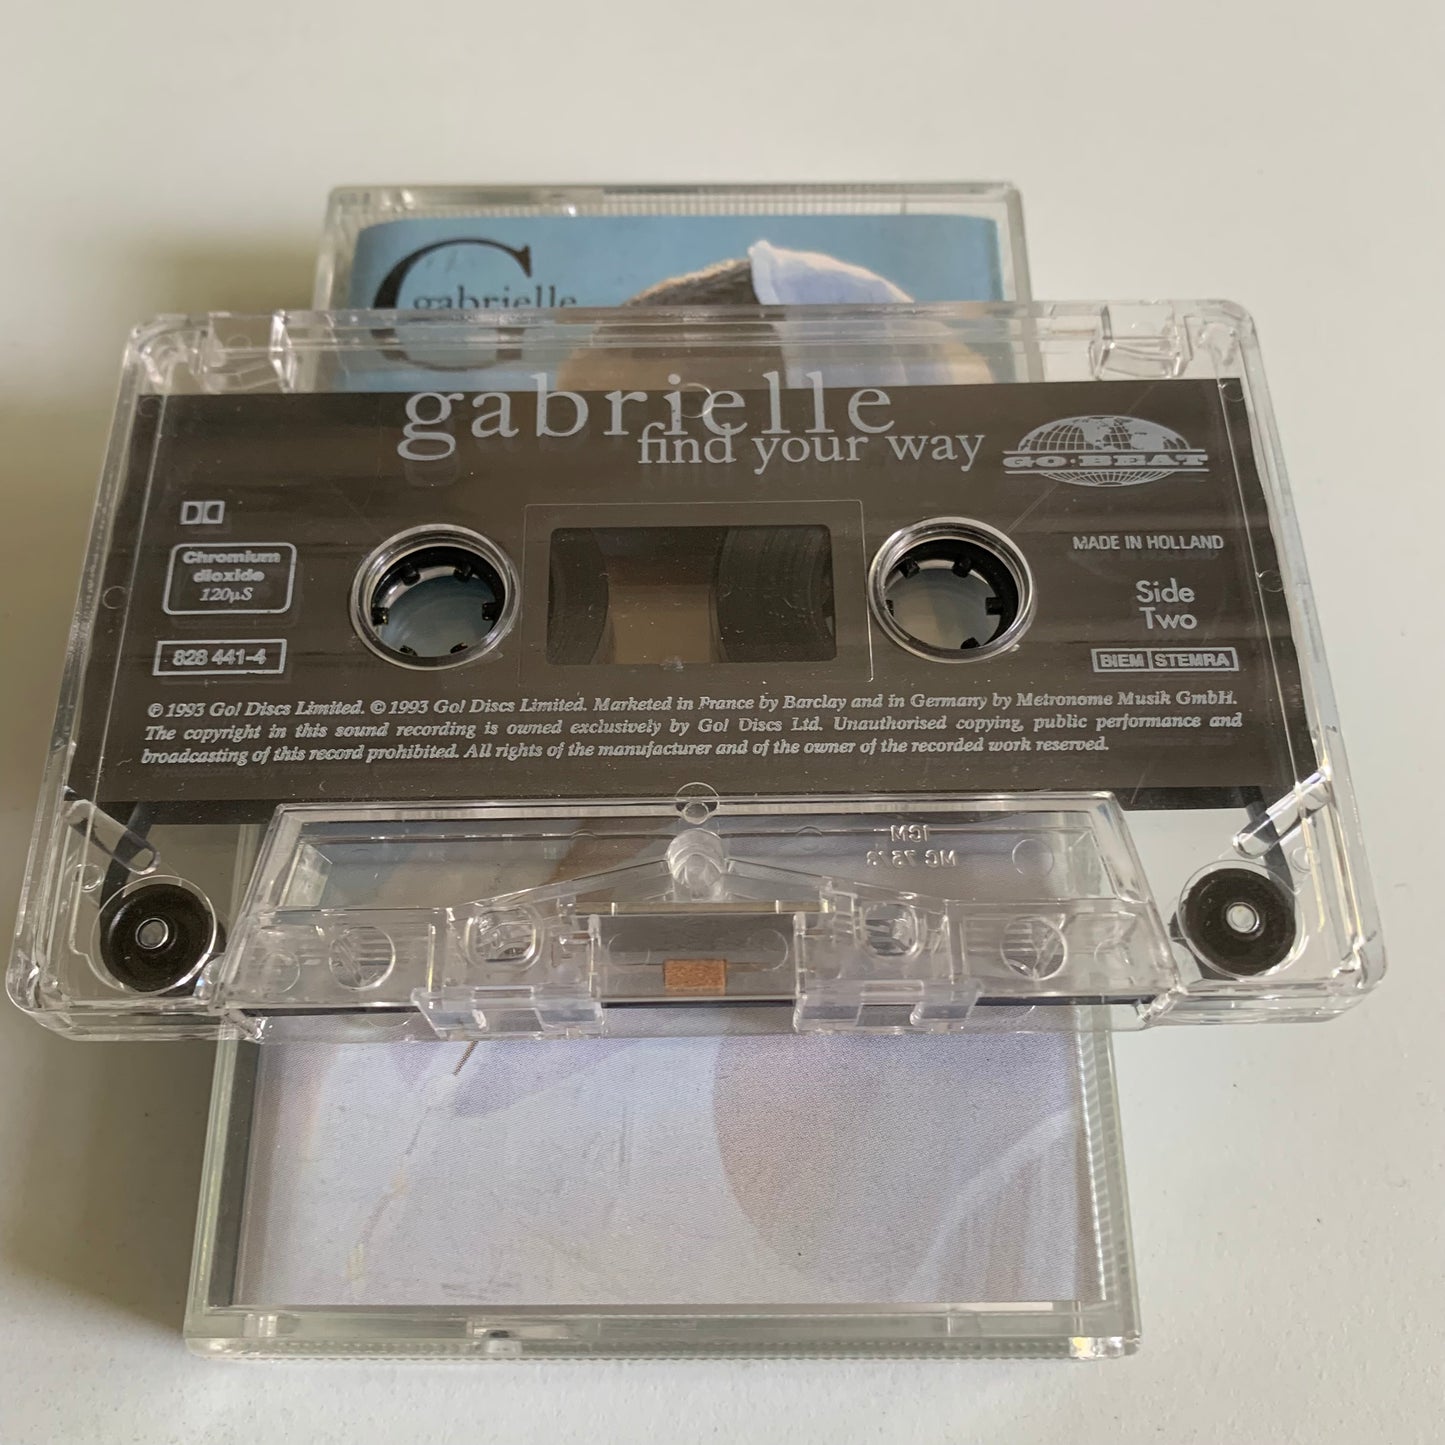 gabrielle
gabrielle
find your way
GO·BEAT
Chromium
dioxide
120µS
828 441-4
MADE IN HOLLAND
Side
Two
BIEM STEMRA
℗ 1993 Go! Discs Limited. © 1993 Go! Discs Limited. Marketed in France by Barclay and in Germany by Metronome Musik GmbH.
The copyright in this sound recording is owned exclusively by Go! Discs Ltd. Unauthorised copying, public performance and
broadcasting of this record prohibited. All rights of the manufacturer and of the owner of the recorded work reserved.